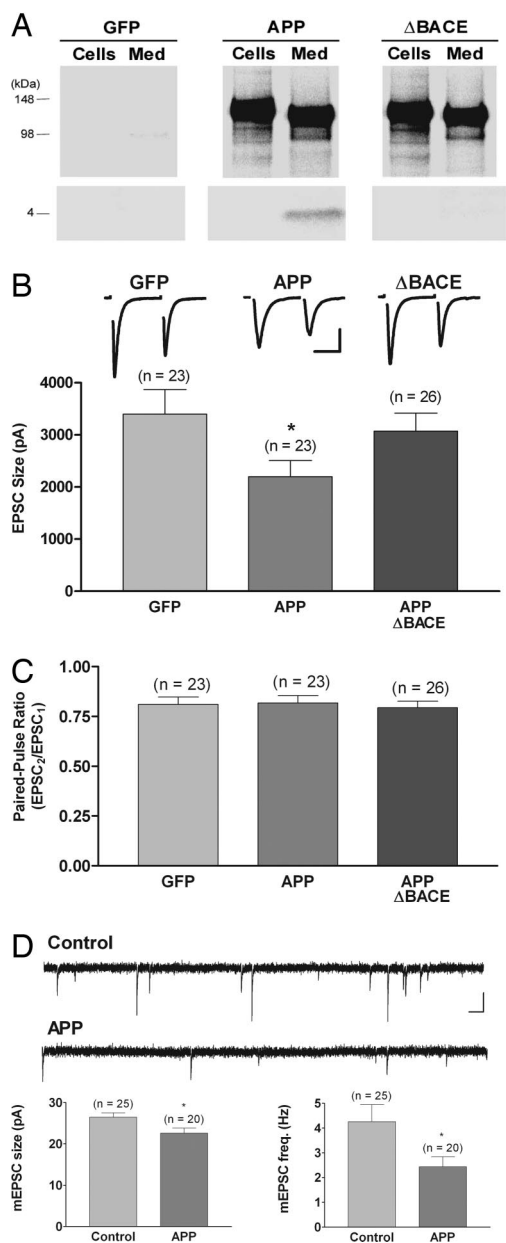 A
GFP APP ΔBACE
Cells Med Cells Med Cells Med
(kDa)
148
98
4
B
GFP APP ΔBACE
(n = 23)
*
(n = 23)
(n = 26)
EPSC Size (pA)
4000
3000
2000
1000
0
GFP APP APP
ΔBACE
C
Paired-Pulse Ratio
(EPSC2/EPSC1)
1.00
0.75
0.50
0.25
0.00
(n = 23) (n = 23) (n = 26)
GFP APP APP
ΔBACE
D
Control
APP
mEPSC size (pA)
30
20
10
0
(n = 25)
*
(n = 20)
Control APP
mEPSC freq. (Hz)
5
4
3
2
1
0
(n = 25)
*
(n = 20)
Control APP